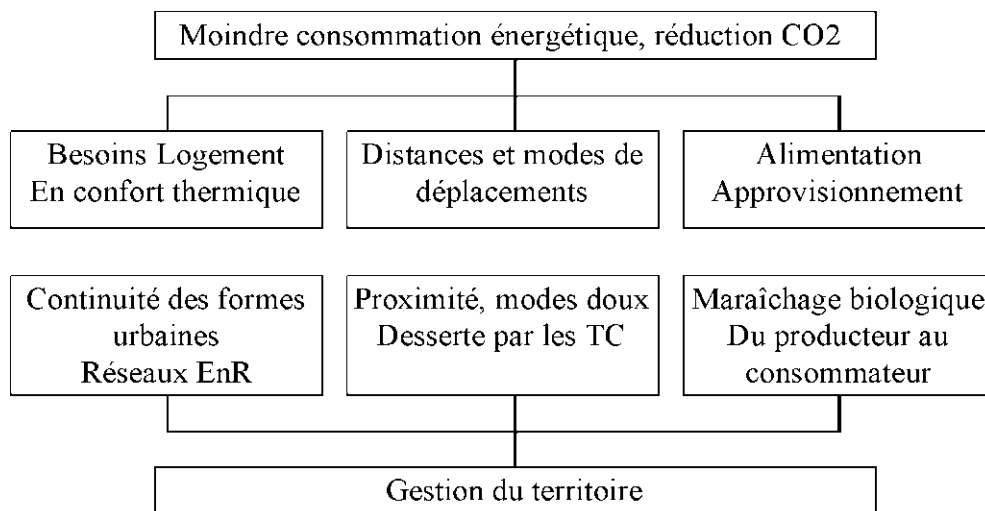 Moindre consommation énergétique, réduction CO2
Besoins Logement
En confort thermique
Distances et modes de
déplacements
Alimentation
Approvisionnement
Continuité des formes
urbaines
Réseaux EnR
Proximité, modes doux
Desserte par les TC
Maraîchage biologique
Du producteur au
consommateur
Gestion du territoire